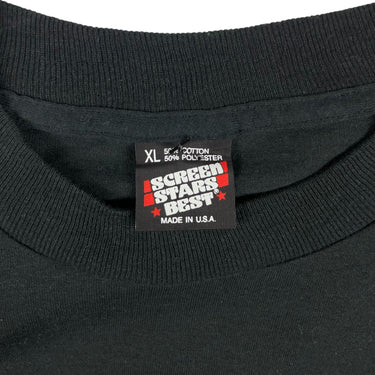 XL 50% COTTON
50% POLYESTER
SCREEN
STARS
BEST®
MADE IN U.S.A.